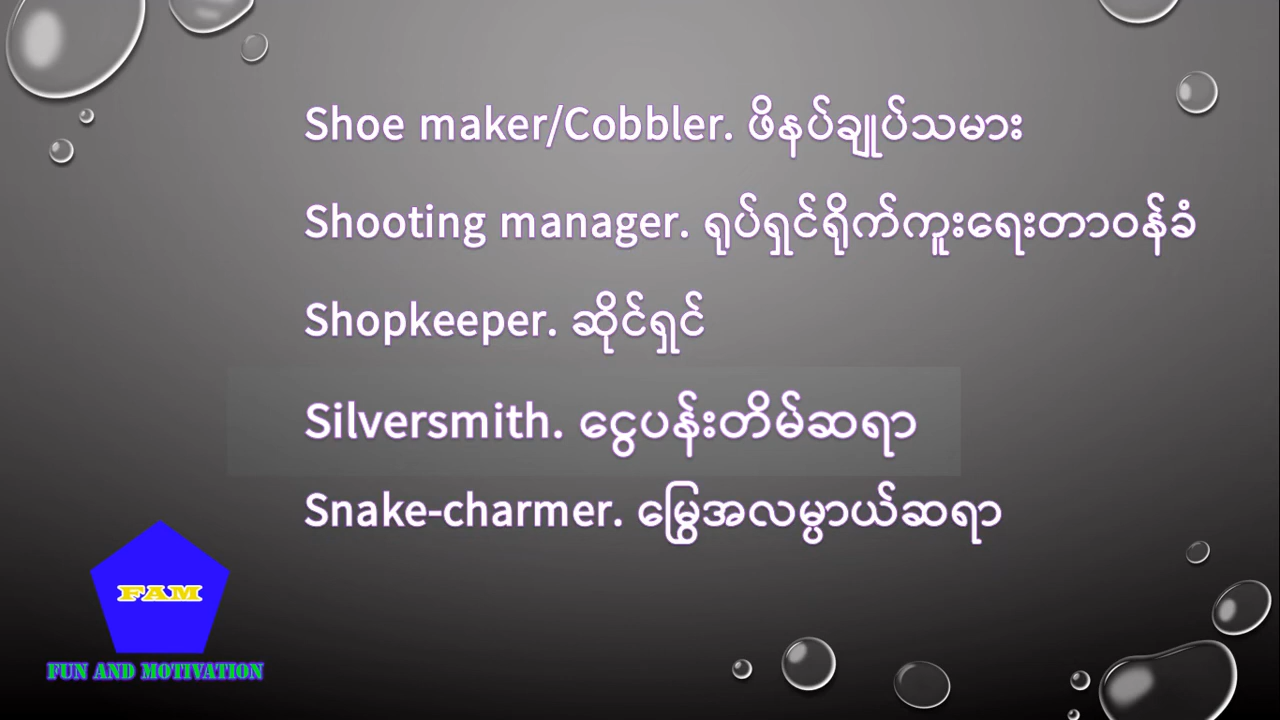 Shoe maker/Cobbler. ဖိနပ်ချုပ်သမား
Shooting manager. ရုပ်ရှင်ရိုက်ကူးရေးတာဝန်ခံ
Shopkeeper. ဆိုင်ရှင်
Silversmith. ငွေပန်းတိမ်ဆရာ
Snake-charmer. မြွေအလမ္ပာယ်ဆရာ
FAM
FUN AND MOTIVATION